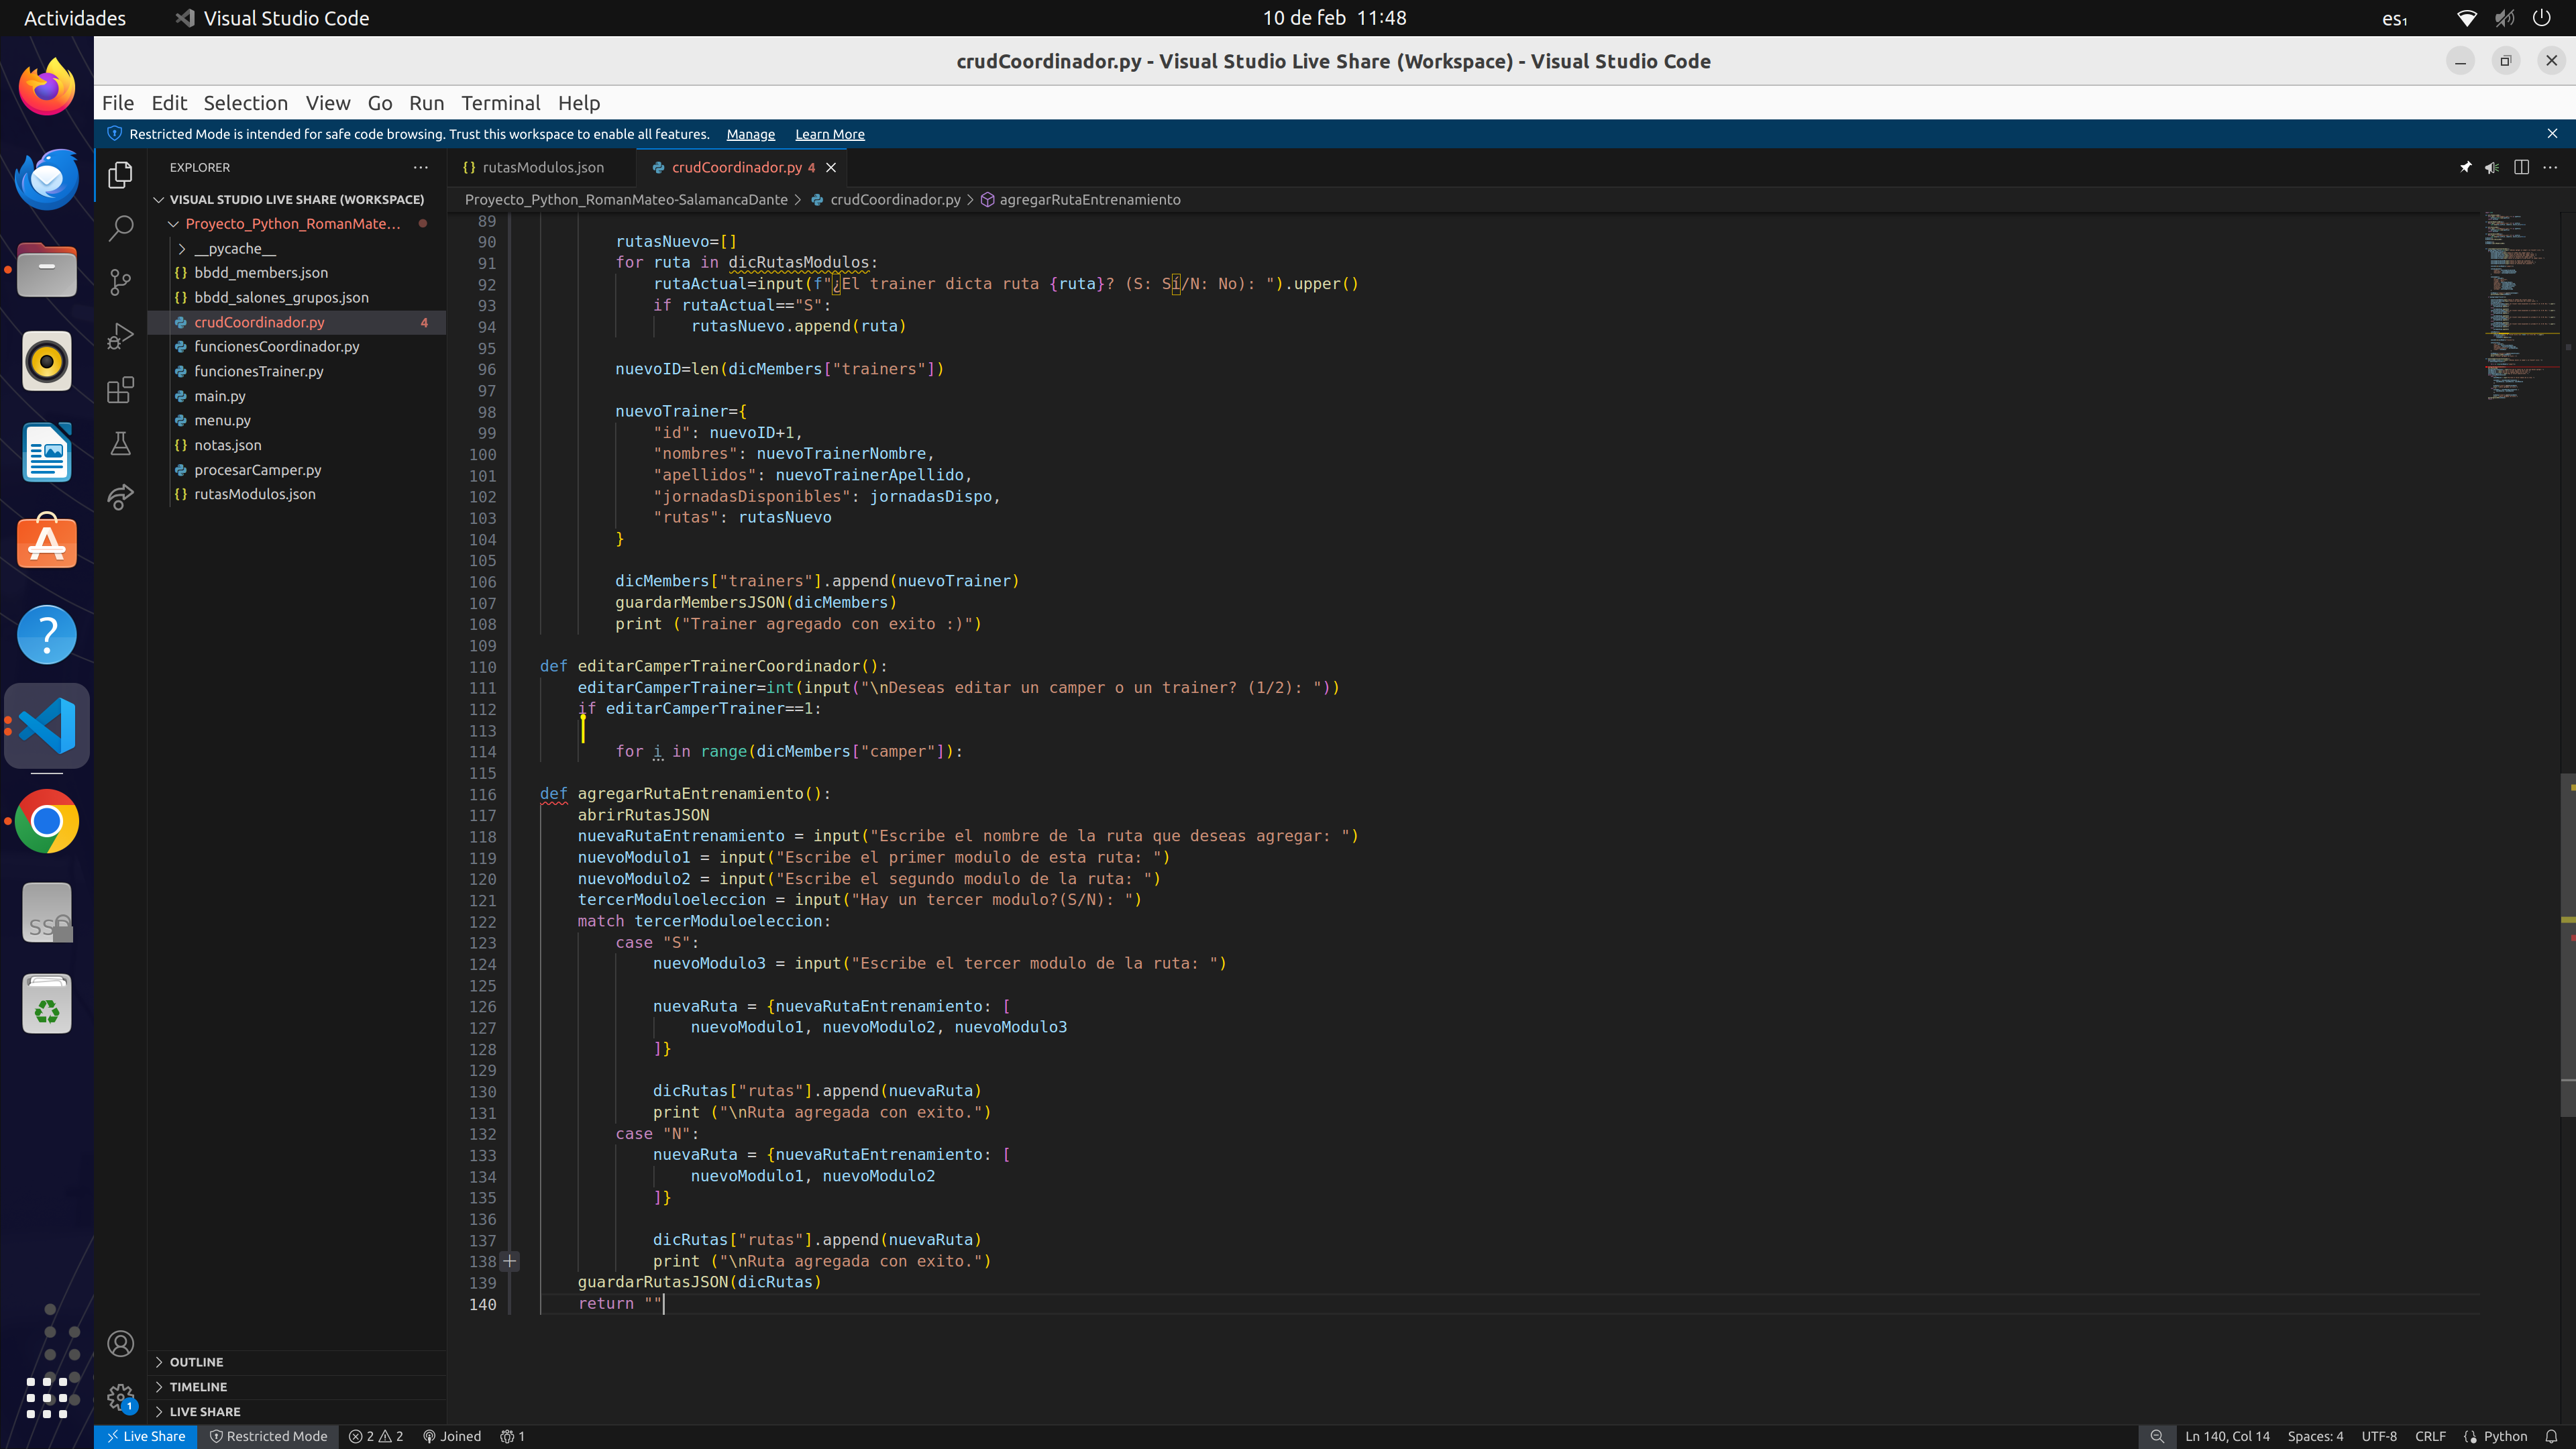 Actividades
Visual Studio Code
10 de feb 11:48
es₁
crudCoordinador.py - Visual Studio Live Share (Workspace) - Visual Studio Code
File Edit Selection View Go Run Terminal Help
Restricted Mode is intended for safe code browsing. Trust this workspace to enable all features. Manage Learn More
EXPLORER
VISUAL STUDIO LIVE SHARE (WORKSPACE)
Proyecto_Python_RomanMate...
__pycache__
{} bbdd_members.json
{} bbdd_salones_grupos.json
crudCoordinador.py 4
funcionesCoordinador.py
funcionesTrainer.py
main.py
menu.py
{} notas.json
procesarCamper.py
{} rutasModulos.json
OUTLINE
TIMELINE
LIVE SHARE
{} rutasModulos.json
crudCoordinador.py 4
Proyecto_Python_RomanMateo-SalamancaDante > crudCoordinador.py > agregarRutaEntrenamiento
89
90 rutasNuevo=[]
91 for ruta in dicRutasModulos:
92 rutaActual=input(f"¿El trainer dicta ruta {ruta}? (S: Sí/N: No): ").upper()
93 if rutaActual=="S":
94 rutasNuevo.append(ruta)
95
96 nuevoID=len(dicMembers["trainers"])
97
98 nuevoTrainer={
99 "id": nuevoID+1,
100 "nombres": nuevoTrainerNombre,
101 "apellidos": nuevoTrainerApellido,
102 "jornadasDisponibles": jornadasDispo,
103 "rutas": rutasNuevo
104 }
105
106 dicMembers["trainers"].append(nuevoTrainer)
107 guardarMembersJSON(dicMembers)
108 print ("Trainer agregado con exito :)")
109
110 def editarCamperTrainerCoordinador():
111 editarCamperTrainer=int(input("\nDeseas editar un camper o un trainer? (1/2): "))
112 if editarCamperTrainer==1:
113
114 for i in range(dicMembers["camper"]):
115
116 def agregarRutaEntrenamiento():
117 abrirRutasJSON
118 nuevaRutaEntrenamiento = input("Escribe el nombre de la ruta que deseas agregar: ")
119 nuevoModulo1 = input("Escribe el primer modulo de esta ruta: ")
120 nuevoModulo2 = input("Escribe el segundo modulo de la ruta: ")
121 tercerModuloeleccion = input("Hay un tercer modulo?(S/N): ")
122 match tercerModuloeleccion:
123 case "S":
124 nuevoModulo3 = input("Escribe el tercer modulo de la ruta: ")
125
126 nuevaRuta = {nuevaRutaEntrenamiento: [
127 nuevoModulo1, nuevoModulo2, nuevoModulo3
128 ]}
129
130 dicRutas["rutas"].append(nuevaRuta)
131 print ("\nRuta agregada con exito.")
132 case "N":
133 nuevaRuta = {nuevaRutaEntrenamiento: [
134 nuevoModulo1, nuevoModulo2
135 ]}
136
137 dicRutas["rutas"].append(nuevaRuta)
138 print ("\nRuta agregada con exito.")
139 guardarRutasJSON(dicRutas)
140 return ""
1
Live Share Restricted Mode 2 2 Joined 1
Ln 140, Col 14 Spaces: 4 UTF-8 CRLF Python